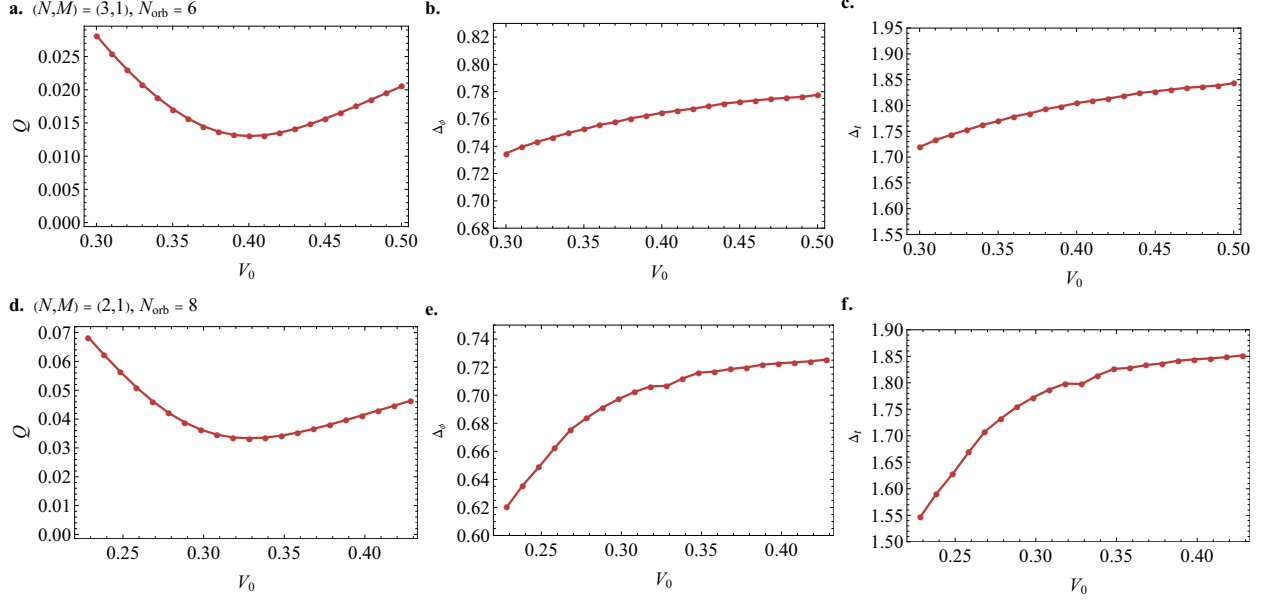 a. (N,M) = (3,1), N_orb = 6
Q
0.025
0.020
0.015
0.010
0.005
0.000
0.30 0.35 0.40 0.45 0.50
V_0
b.
Δ_ϕ
0.82
0.80
0.78
0.76
0.74
0.72
0.70
0.68
0.30 0.35 0.40 0.45 0.50
V_0
c.
Δ_t
1.95
1.90
1.85
1.80
1.75
1.70
1.65
1.60
1.55
0.30 0.35 0.40 0.45 0.50
V_0
d. (N,M) = (2,1), N_orb = 8
Q
0.07
0.06
0.05
0.04
0.03
0.02
0.01
0.00
0.25 0.30 0.35 0.40
V_0
e.
Δ_ϕ
0.74
0.72
0.70
0.68
0.66
0.64
0.62
0.60
0.25 0.30 0.35 0.40
V_0
f.
Δ_t
1.90
1.85
1.80
1.75
1.70
1.65
1.60
1.55
1.50
0.25 0.30 0.35 0.40
V_0